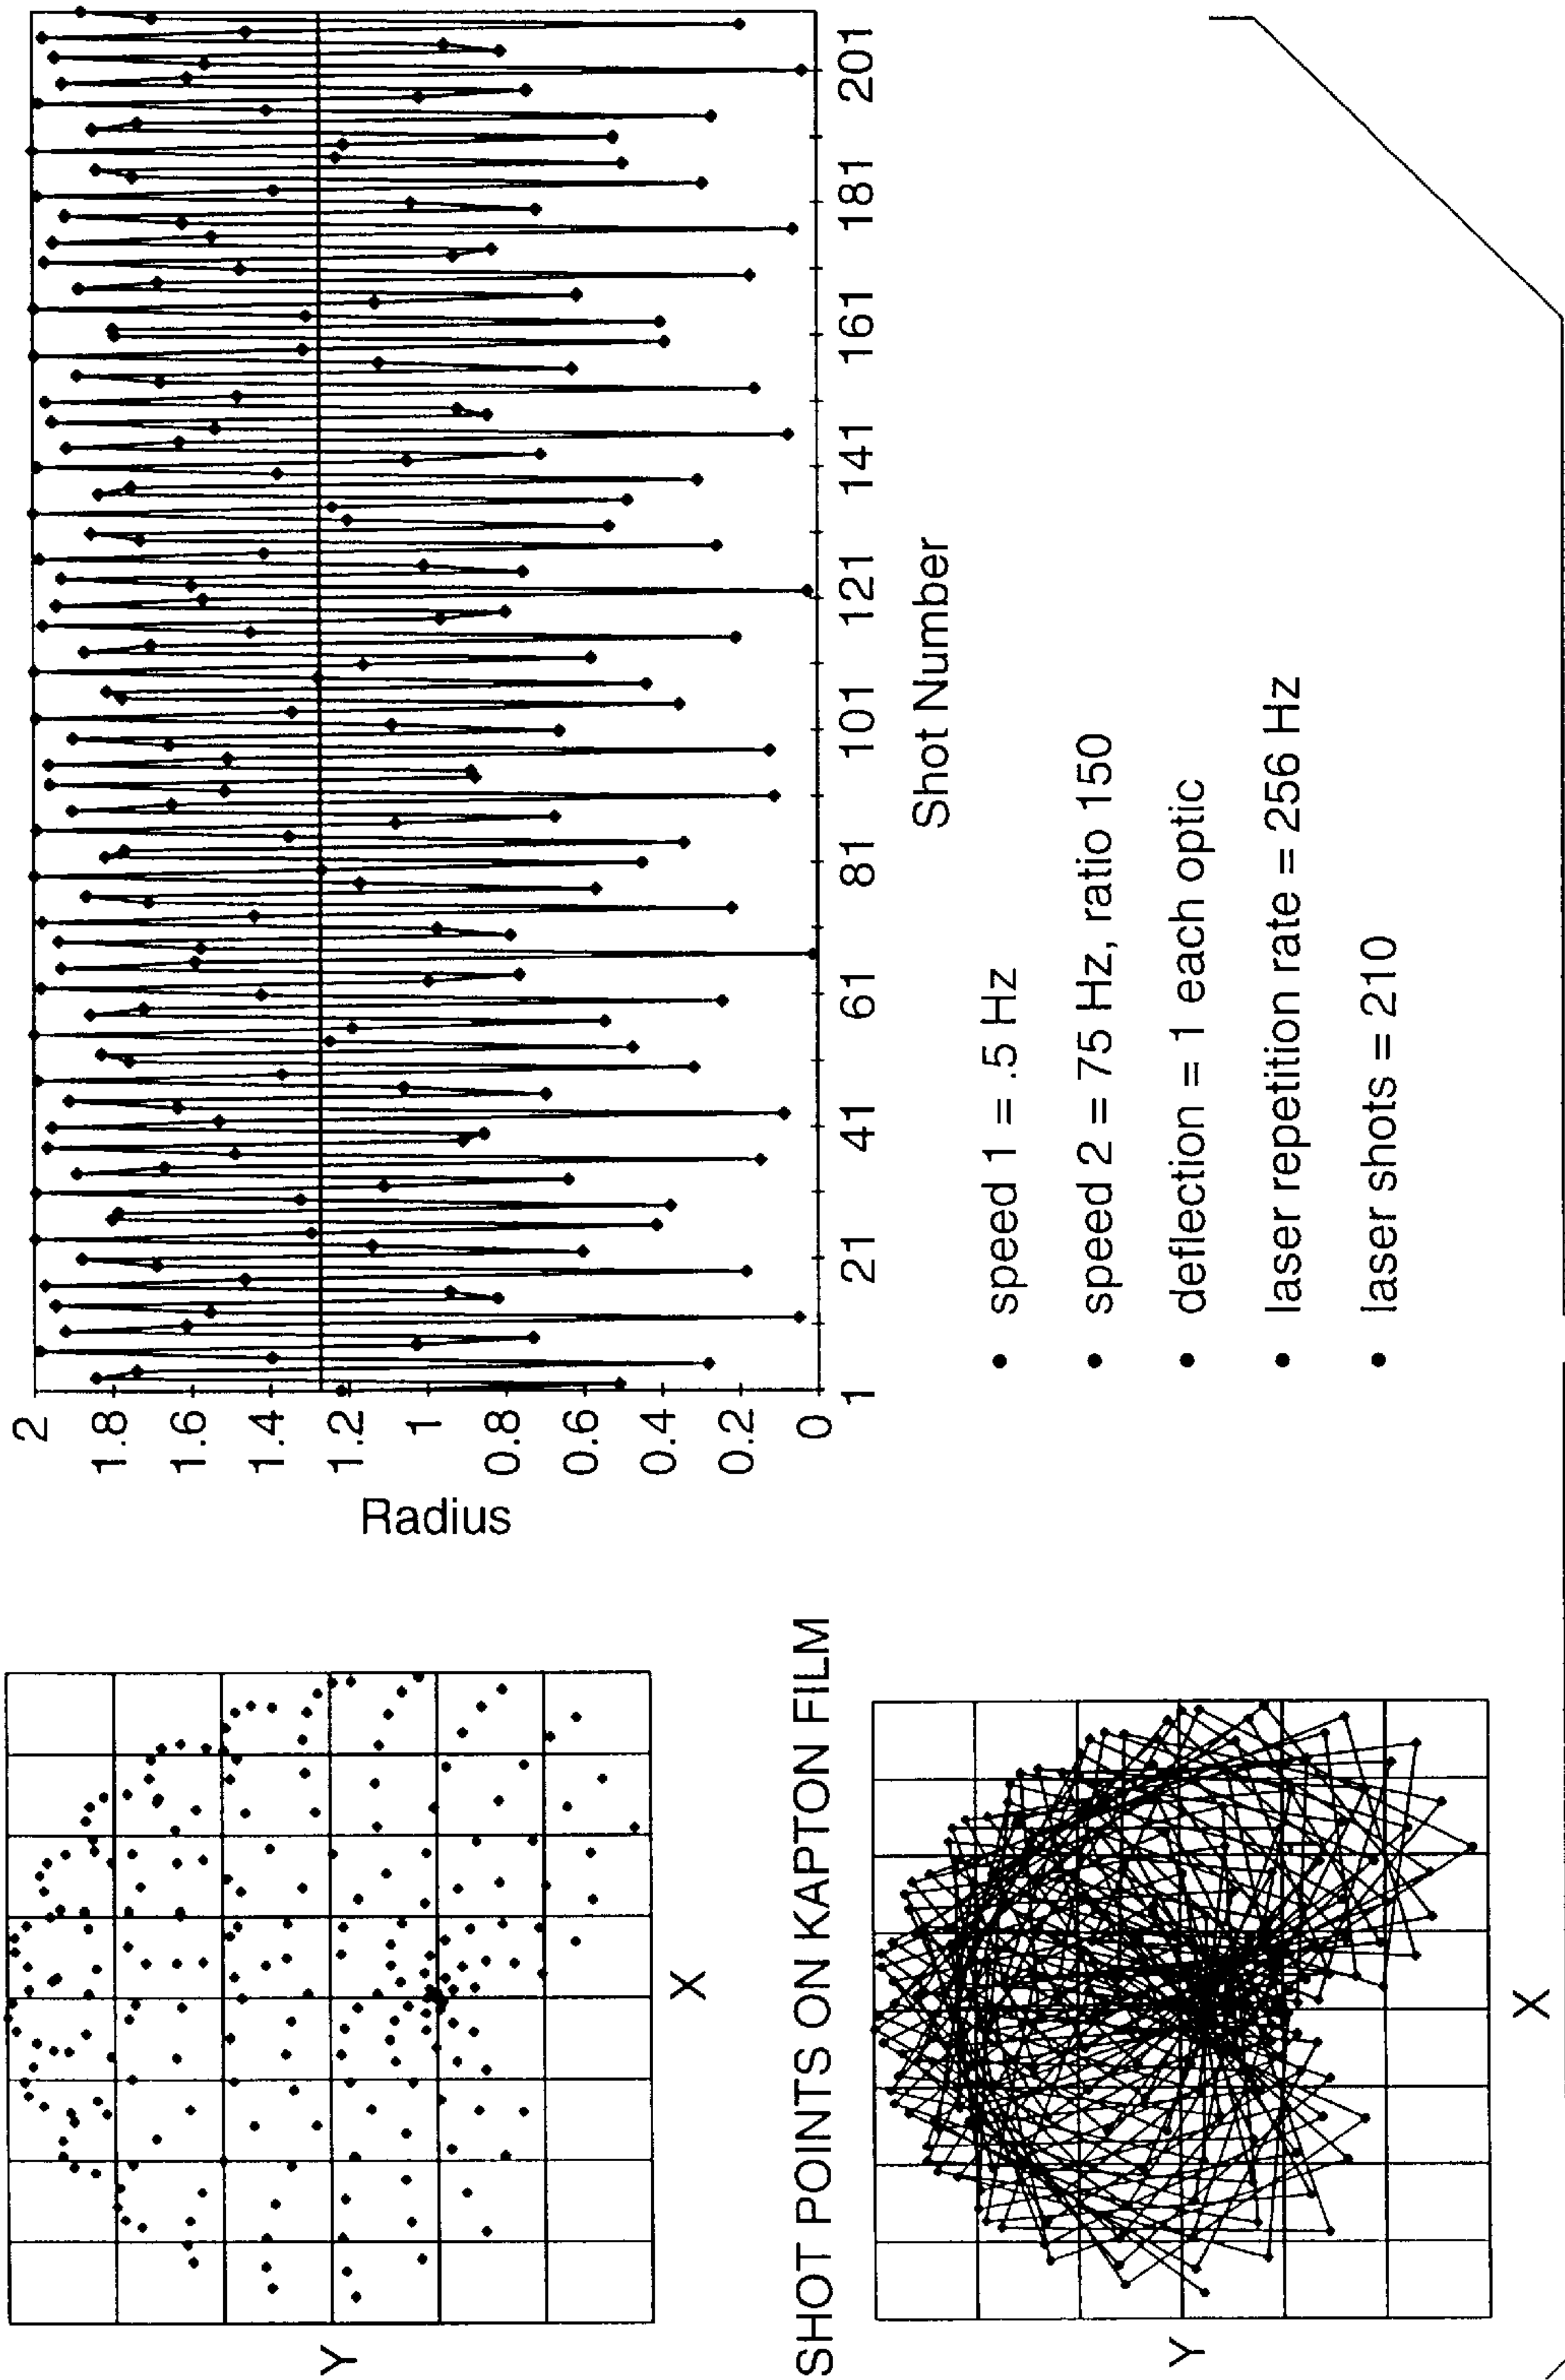 Y
X
SHOT POINTS ON KAPTON FILM
Y
X
Radius
2
1.8
1.6
1.4
1.2
1
0.8
0.6
0.4
0.2
0
1 21 41 61 81 101 121 141 161 181 201
Shot Number
• speed 1 = .5 Hz
• speed 2 = 75 Hz, ratio 150
• deflection = 1 each optic
• laser repetition rate = 256 Hz
• laser shots = 210